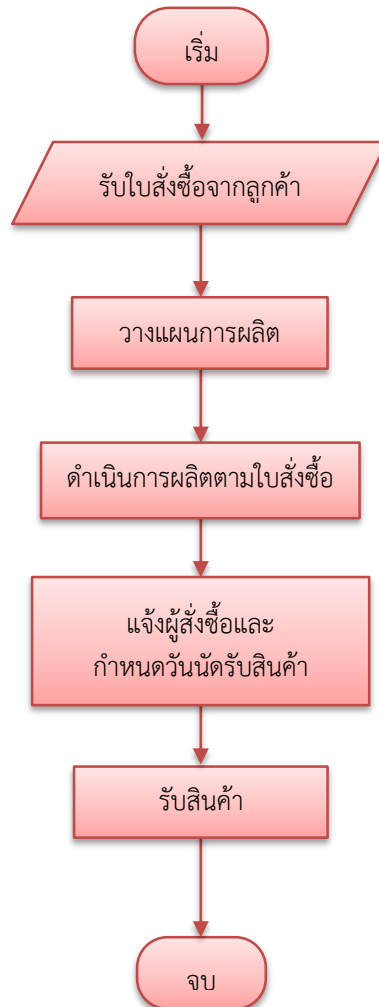 เริ่ม
รับใบสั่งซื้อจากลูกค้า
วางแผนการผลิต
ดำเนินการผลิตตามใบสั่งซื้อ
แจ้งผู้สั่งซื้อและ
กำหนดวันนัดรับสินค้า
รับสินค้า
จบ